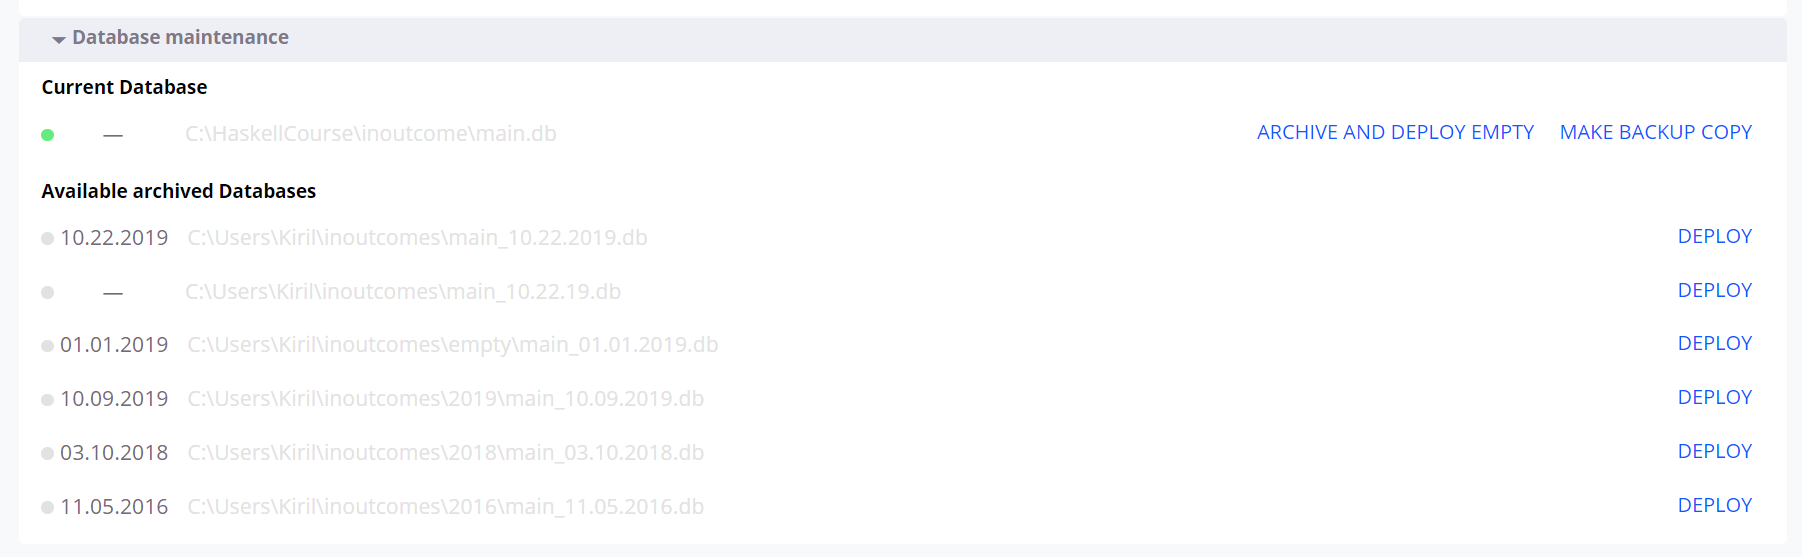 Database maintenance
Current Database
— C:\HaskellCourse\inoutcome\main.db ARCHIVE AND DEPLOY EMPTY MAKE BACKUP COPY
Available archived Databases
10.22.2019 C:\Users\Kiril\inoutcomes\main_10.22.2019.db DEPLOY
— C:\Users\Kiril\inoutcomes\main_10.22.19.db DEPLOY
01.01.2019 C:\Users\Kiril\inoutcomes\empty\main_01.01.2019.db DEPLOY
10.09.2019 C:\Users\Kiril\inoutcomes\2019\main_10.09.2019.db DEPLOY
03.10.2018 C:\Users\Kiril\inoutcomes\2018\main_03.10.2018.db DEPLOY
11.05.2016 C:\Users\Kiril\inoutcomes\2016\main_11.05.2016.db DEPLOY